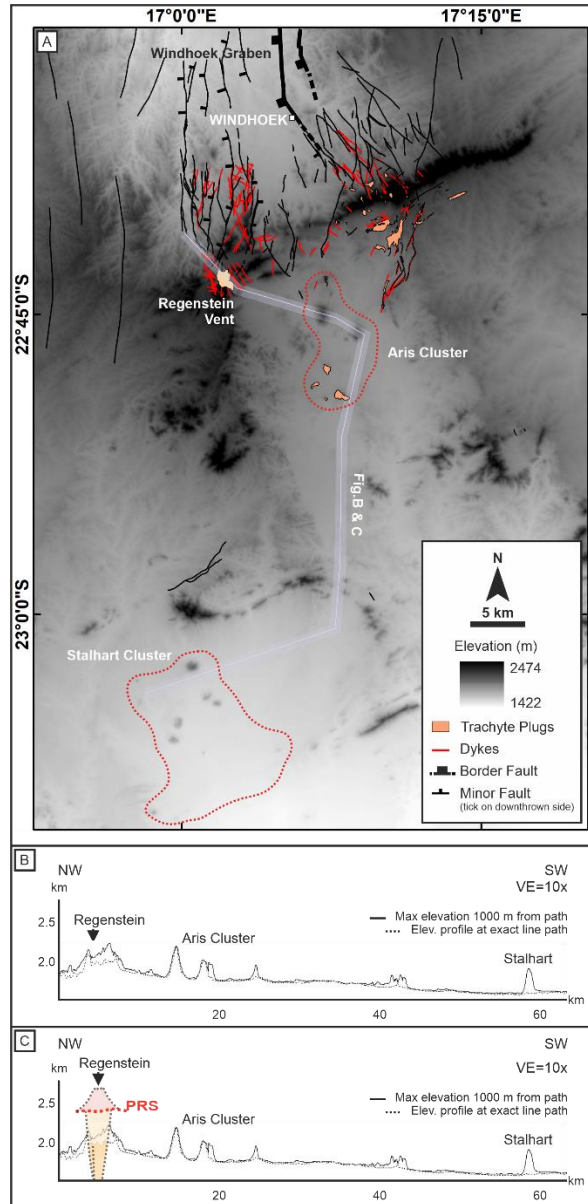 17°0'0"E 17°15'0"E
A
Windhoek Graben
WINDHOEK
22°45'0"S
Regenstein
Vent
Aris Cluster
Fig.B & C
23°0'0"S
Stalhart Cluster
N
5 km
Elevation (m)
2474
1422
Trachyte Plugs
Dykes
Border Fault
Minor Fault
(tick on downthrown side)
B
NW SW
km VE=10x
Regenstein
Max elevation 1000 m from path
Elev. profile at exact line path
2.5
Aris Cluster
Stalhart
2.0
0 20 40 60 km
C
NW SW
Regenstein
km VE=10x
PRS
Max elevation 1000 m from path
Elev. profile at exact line path
2.5
Aris Cluster
Stalhart
2.0
0 20 40 60 km